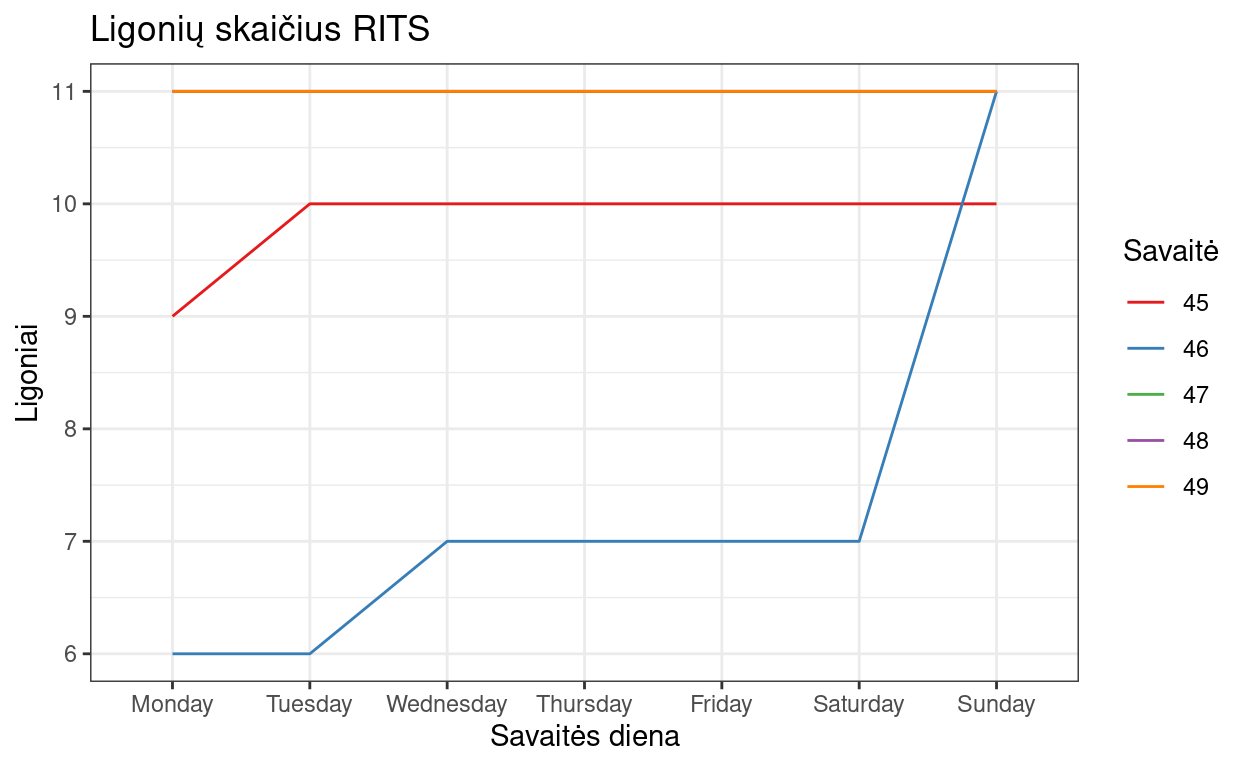 Ligonių skaičius RITS
11
10
9
8
7
6
Ligoniai
Monday Tuesday Wednesday Thursday Friday Saturday Sunday
Savaitės diena
Savaitė
45
46
47
48
49